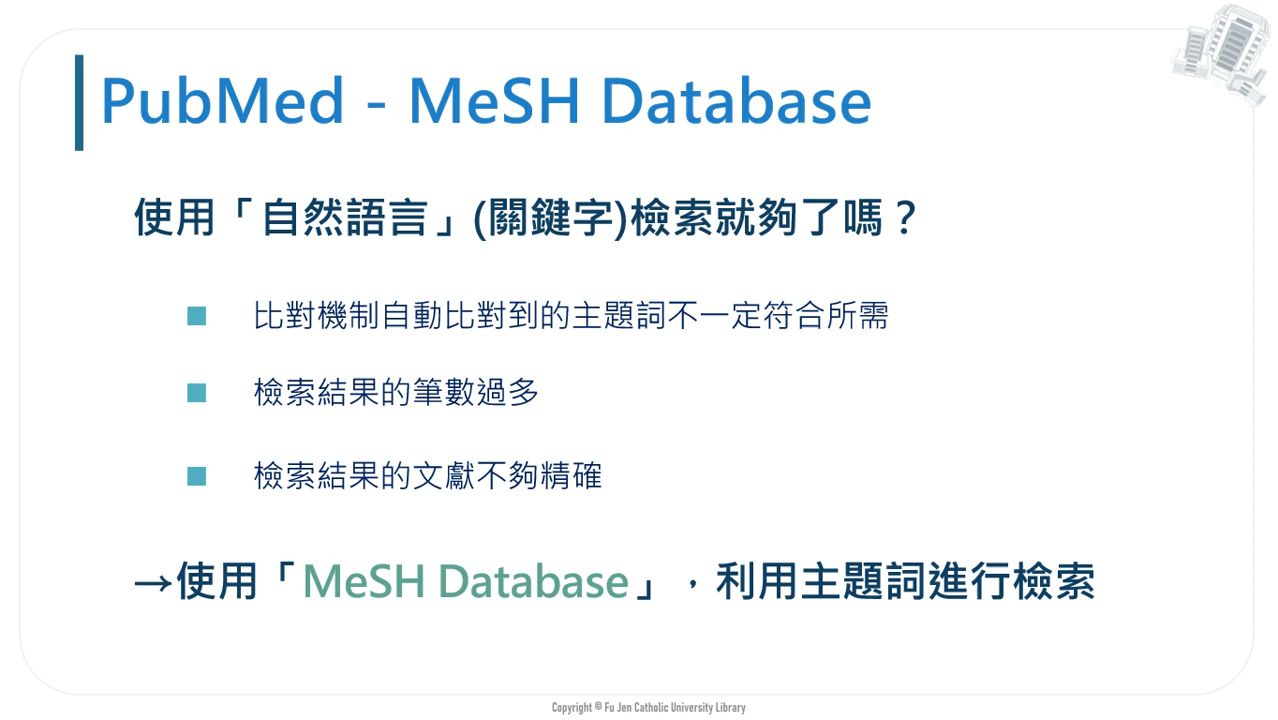 PubMed - MeSH Database
使用「自然語言」(關鍵字)檢索就夠了嗎？
■ 比對機制自動比對到的主題詞不一定符合所需
■ 檢索結果的筆數過多
■ 檢索結果的文獻不夠精確
→使用「MeSH Database」，利用主題詞進行檢索
Copyright © Fu Jen Catholic University Library